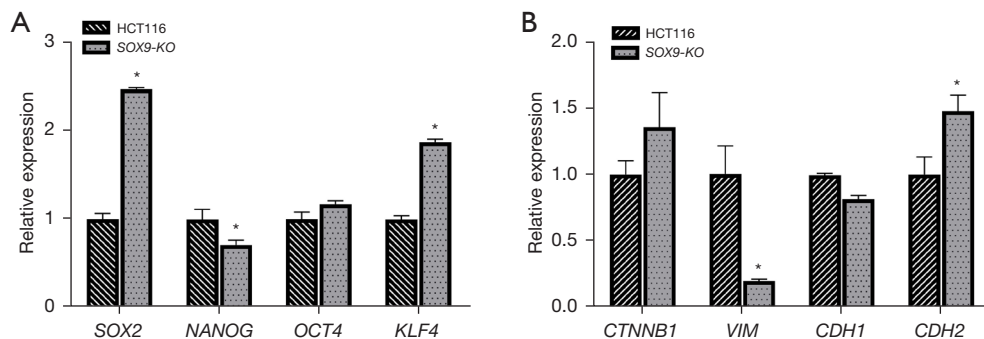 A
HCT116
SOX9-KO
Relative expression
3
2
1
0
*
*
*
SOX2 NANOG OCT4 KLF4
B
HCT116
SOX9-KO
Relative expression
2.0
1.5
1.0
0.5
0.0
*
*
CTNNB1 VIM CDH1 CDH2